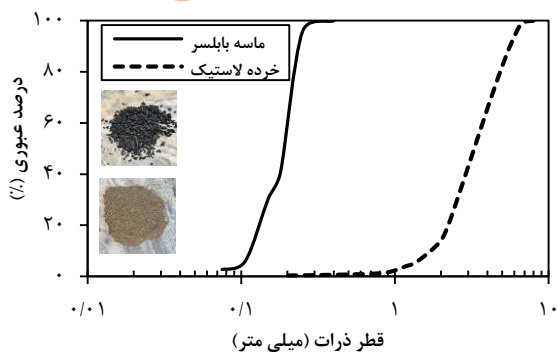 ۱۰۰
۸۰
۶۰
۴۰
۲۰
۰
درصد عبوری (%)
ماسه بابلسر
خرده لاستیک
۰/۰۱
۰/۱
۱
۱۰
قطر ذرات (میلی متر)